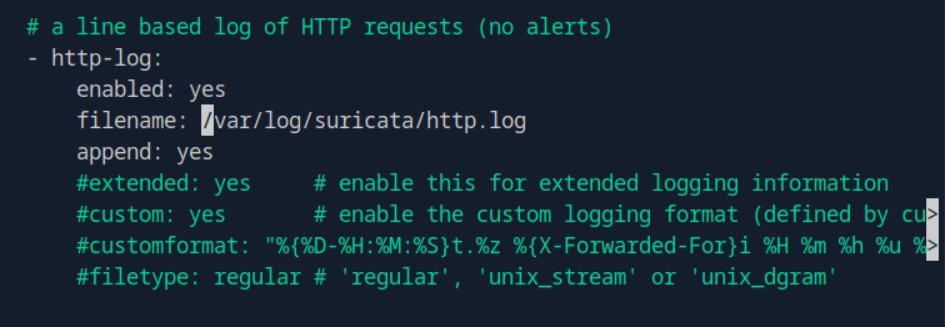 # a line based log of HTTP requests (no alerts)
- http-log:
enabled: yes
filename: /var/log/suricata/http.log
append: yes
#extended: yes # enable this for extended logging information
#custom: yes # enable the custom logging format (defined by cu>
#customformat: "%{%D-%H:%M:%S}t.%z %{X-Forwarded-For}i %H %m %h %u %>
#filetype: regular # 'regular', 'unix_stream' or 'unix_dgram'